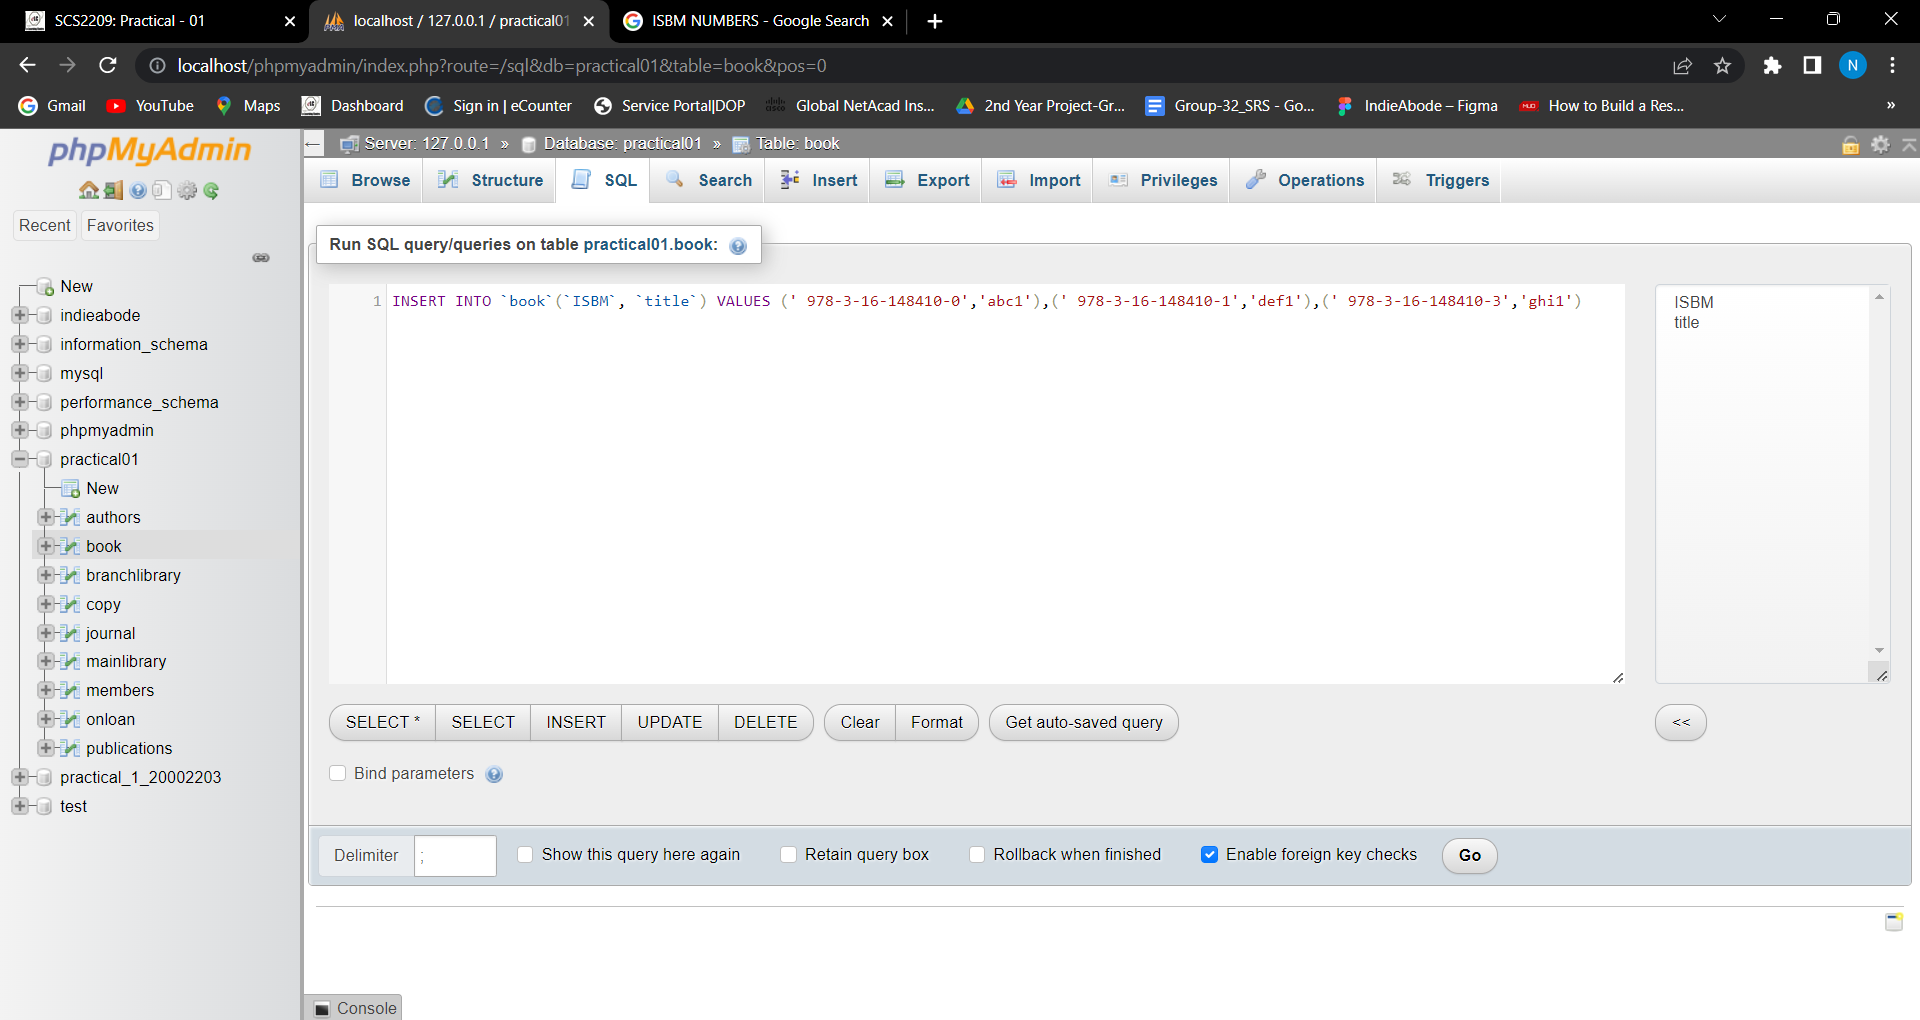 SCS2209: Practical - 01
localhost / 127.0.0.1 / practical01
ISBM NUMBERS - Google Search
localhost/phpmyadmin/index.php?route=/sql&db=practical01&table=book&pos=0
N
Gmail
YouTube
Maps
Dashboard
Sign in | eCounter
Service Portal|DOP
Global NetAcad Ins...
2nd Year Project-Gr...
Group-32_SRS - Go...
IndieAbode – Figma
How to Build a Res...
»
phpMyAdmin
Server: 127.0.0.1 » Database: practical01 » Table: book
Browse
Structure
SQL
Search
Insert
Export
Import
Privileges
Operations
Triggers
Recent
Favorites
Run SQL query/queries on table practical01.book:
New
indieabode
information_schema
mysql
performance_schema
phpmyadmin
practical01
New
authors
book
branchlibrary
copy
journal
mainlibrary
members
onloan
publications
practical_1_20002203
test
1 INSERT INTO `book`(`ISBM`, `title`) VALUES (' 978-3-16-148410-0','abc1'),(' 978-3-16-148410-1','def1'),(' 978-3-16-148410-3','ghi1')
ISBM
title
SELECT *
SELECT
INSERT
UPDATE
DELETE
Clear
Format
Get auto-saved query
<<
Bind parameters
Delimiter
;
Show this query here again
Retain query box
Rollback when finished
Enable foreign key checks
Go
Console